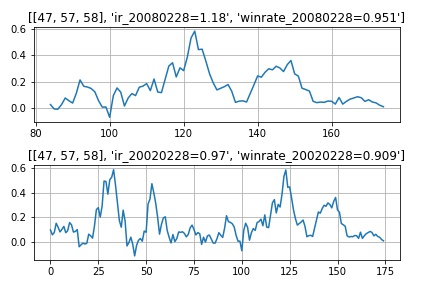 [[47, 57, 58], 'ir_20080228=1.18', 'winrate_20080228=0.951']
0.6
0.4
0.2
0.0
80 100 120 140 160
[[47, 57, 58], 'ir_20020228=0.97', 'winrate_20020228=0.909']
0.6
0.4
0.2
0.0
0 25 50 75 100 125 150 175